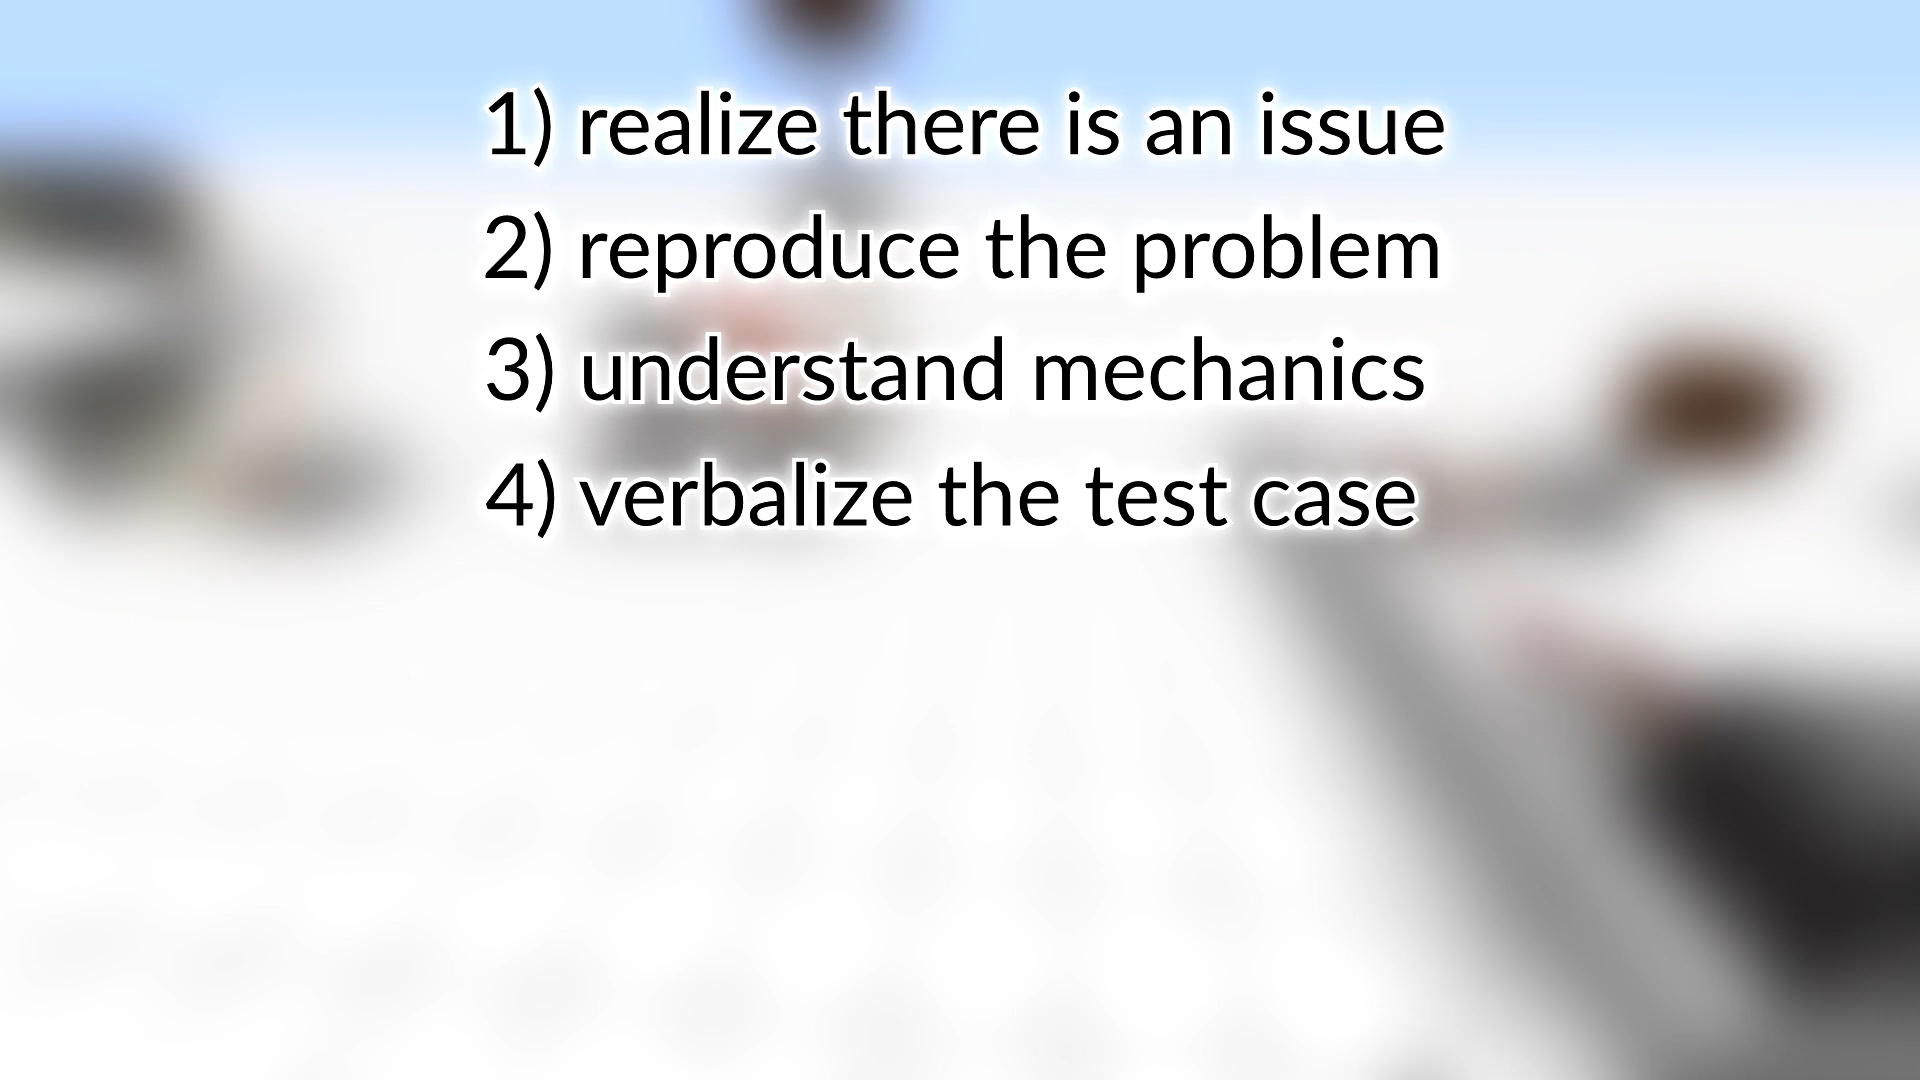 1) realize there is an issue
2) reproduce the problem
3) understand mechanics
4) verbalize the test case